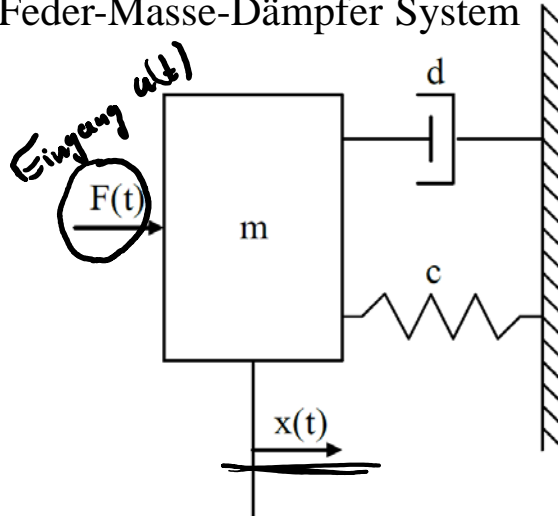 Feder-Masse-Dämpfer System
Eingang u(t)
d
F(t)
m
c
x(t)